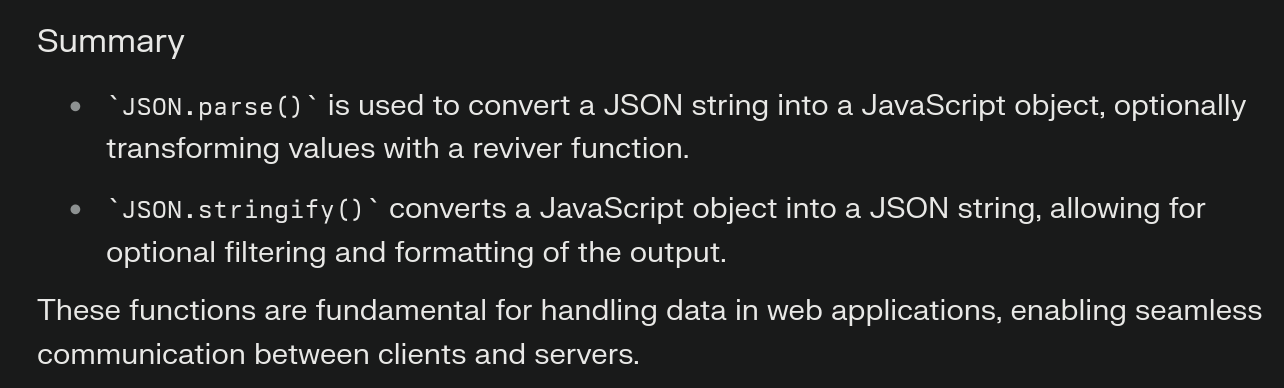 Summary
• `JSON.parse()` is used to convert a JSON string into a JavaScript object, optionally
transforming values with a reviver function.
• `JSON.stringify()` converts a JavaScript object into a JSON string, allowing for
optional filtering and formatting of the output.
These functions are fundamental for handling data in web applications, enabling seamless
communication between clients and servers.